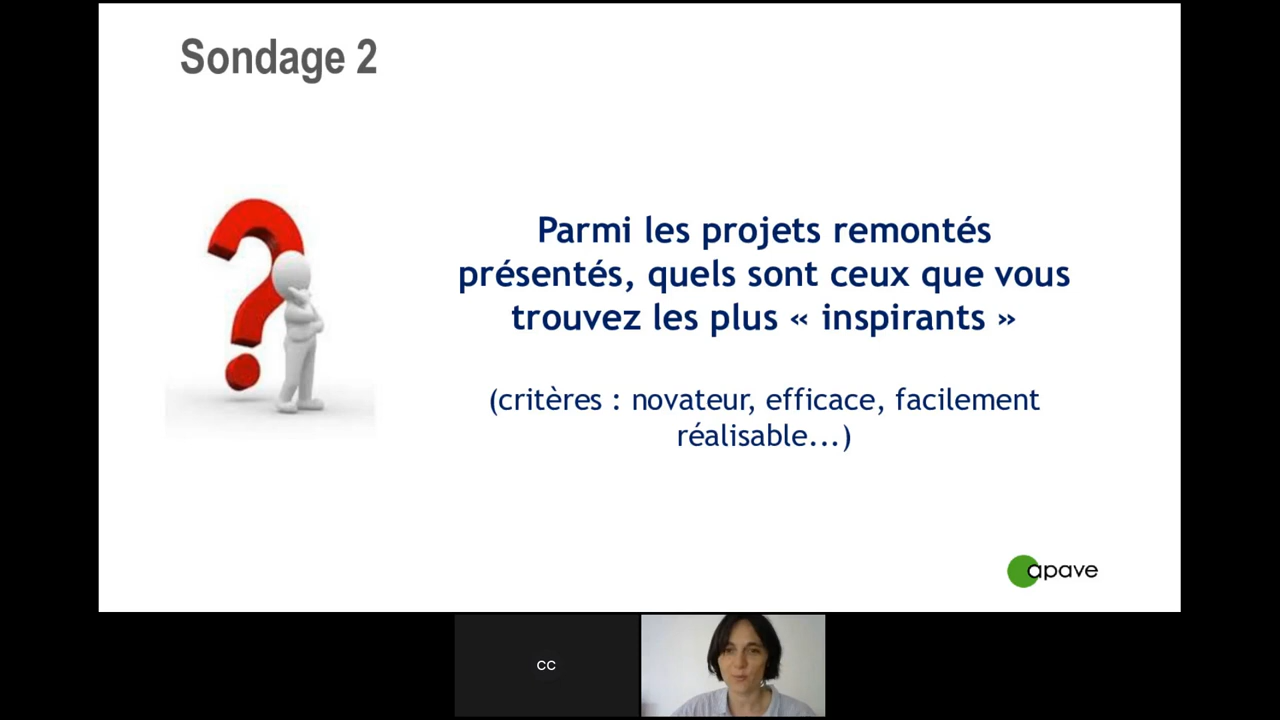 Sondage 2
Parmi les projets remontés
présentés, quels sont ceux que vous
trouvez les plus « inspirants »
(critères : novateur, efficace, facilement
réalisable...)
apave
CC